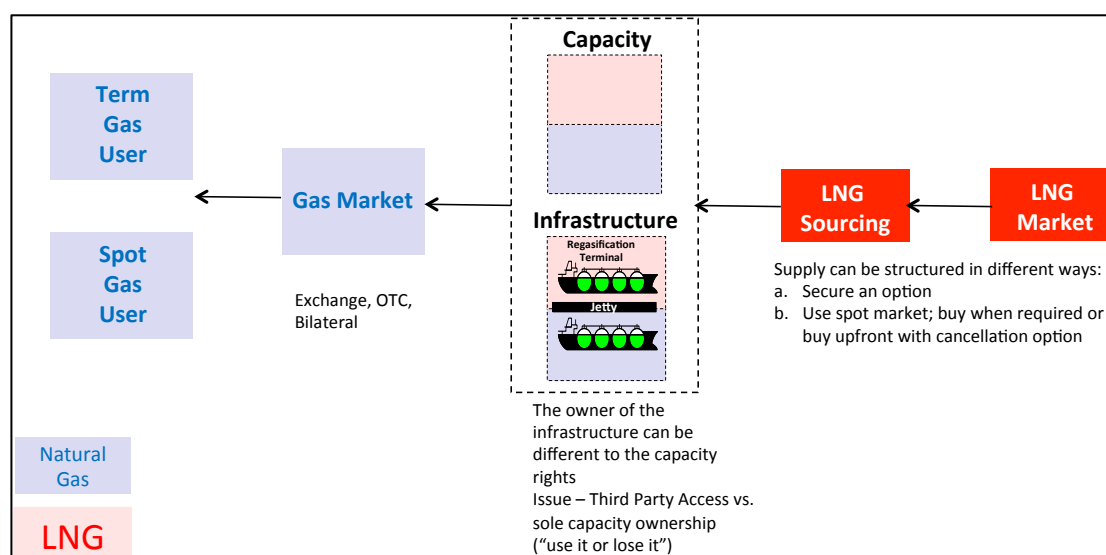 Capacity
Term
Gas
User
Gas Market
Spot
Gas
User
Exchange, OTC,
Bilateral
Infrastructure
Regasification
Terminal
Jetty
LNG
Sourcing
LNG
Market
Supply can be structured in different ways:
a. Secure an option
b. Use spot market; buy when required or
buy upfront with cancellation option
The owner of the
infrastructure can be
different to the capacity
rights
Issue – Third Party Access vs.
sole capacity ownership
(“use it or lose it”)
Natural
Gas
LNG